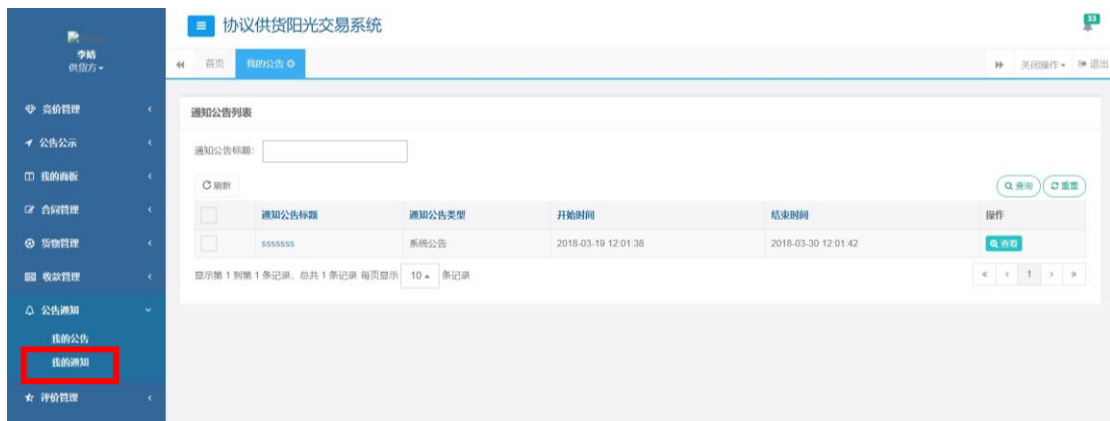 协议供货阳光交易系统
33
李婧
供货方
首页
我的公告
关闭操作
退出
竞价管理
公告公示
我的面板
合同管理
货物管理
收款管理
公告通知
我的公告
我的通知
评价管理
通知公告列表
通知公告标题:
刷新
查询
重置
通知公告标题 通知公告类型 开始时间 结束时间 操作
sssssss 系统公告 2018-03-19 12:01:38 2018-03-30 12:01:42 查看
显示第 1 到第 1 条记录, 总共 1 条记录 每页显示 10 条记录
« ‹ 1 › »